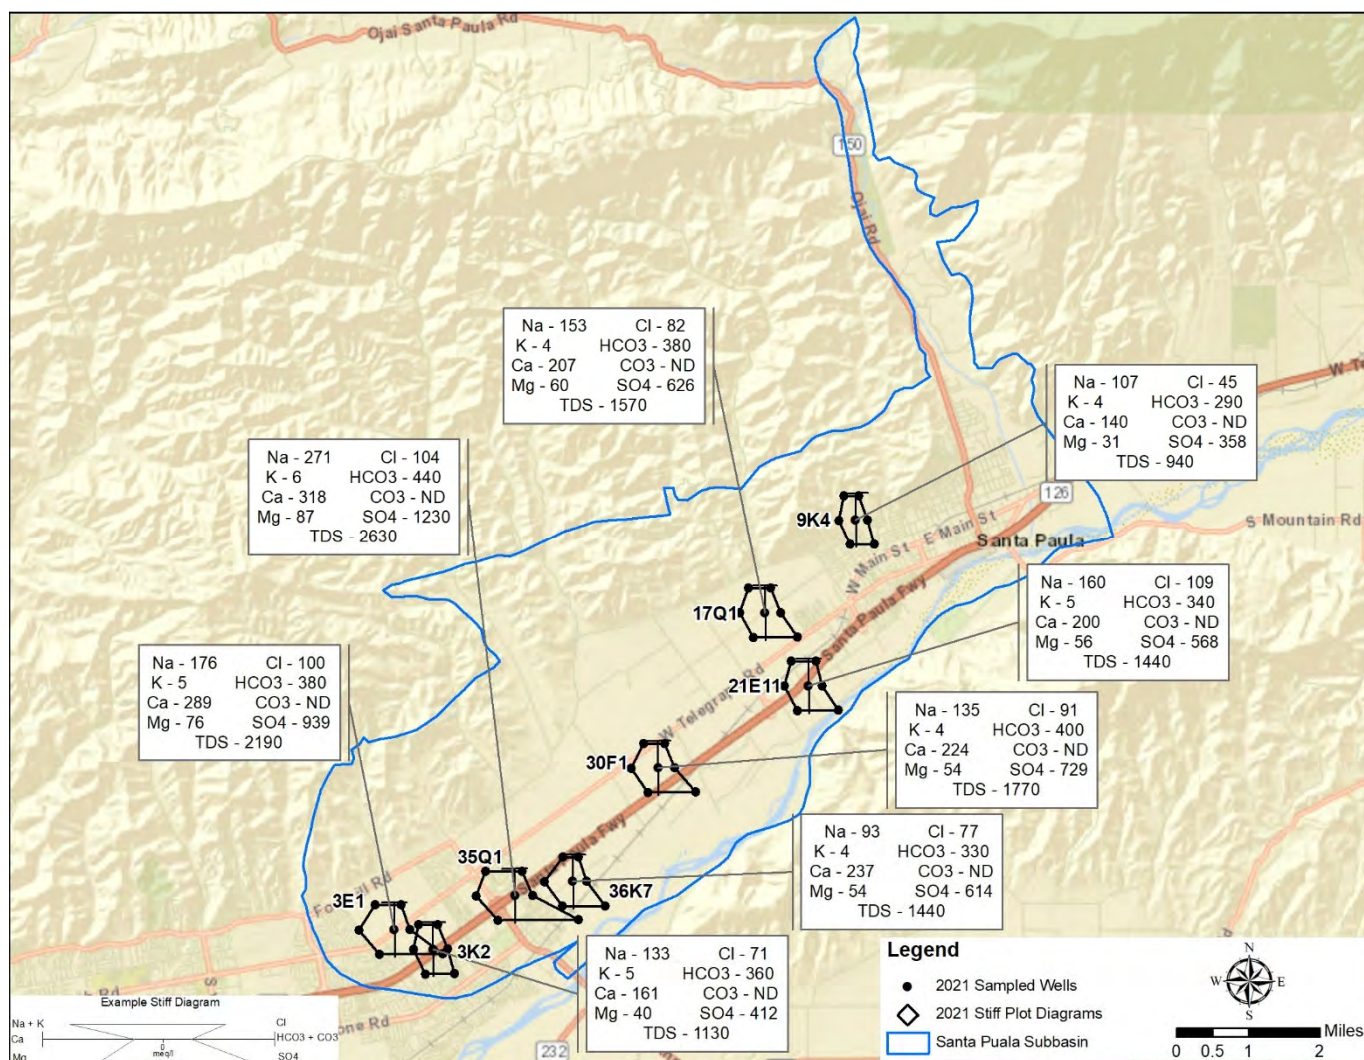 Ojai Santa Paula Rd
150
Ojai Rd
Na - 153 Cl - 82
K - 4 HCO3 - 380
Ca - 207 CO3 - ND
Mg - 60 SO4 - 626
TDS - 1570
W Te
Na - 107 Cl - 45
K - 4 HCO3 - 290
Ca - 140 CO3 - ND
Mg - 31 SO4 - 358
TDS - 940
Na - 271 Cl - 104
K - 6 HCO3 - 440
Ca - 318 CO3 - ND
Mg - 87 SO4 - 1230
TDS - 2630
126
9K4
S Mountain Rd
E Main St
W Main St
Santa Paula
Na - 160 Cl - 109
K - 5 HCO3 - 340
Ca - 200 CO3 - ND
Mg - 56 SO4 - 568
TDS - 1440
17Q1
Santa Paula Fwy
Na - 176 Cl - 100
K - 5 HCO3 - 380
Ca - 289 CO3 - ND
Mg - 76 SO4 - 939
TDS - 2190
21E11
W Telegraph Rd
Na - 135 Cl - 91
K - 4 HCO3 - 400
Ca - 224 CO3 - ND
Mg - 54 SO4 - 729
TDS - 1770
30F1
Na - 93 Cl - 77
K - 4 HCO3 - 330
Ca - 237 CO3 - ND
Mg - 54 SO4 - 614
TDS - 1440
Santa Paula Fwy
35Q1
36K7
3E1
3K2
Na - 133 Cl - 71
K - 5 HCO3 - 360
Ca - 161 CO3 - ND
Mg - 40 SO4 - 412
TDS - 1130
232
Legend
2021 Sampled Wells
2021 Stiff Plot Diagrams
Santa Puala Subbasin
N
W E
S
Miles
0 0.5 1 2
Example Stiff Diagram
Na + K Cl
Ca HCO3 + CO3
0
meq/l
Mg SO4